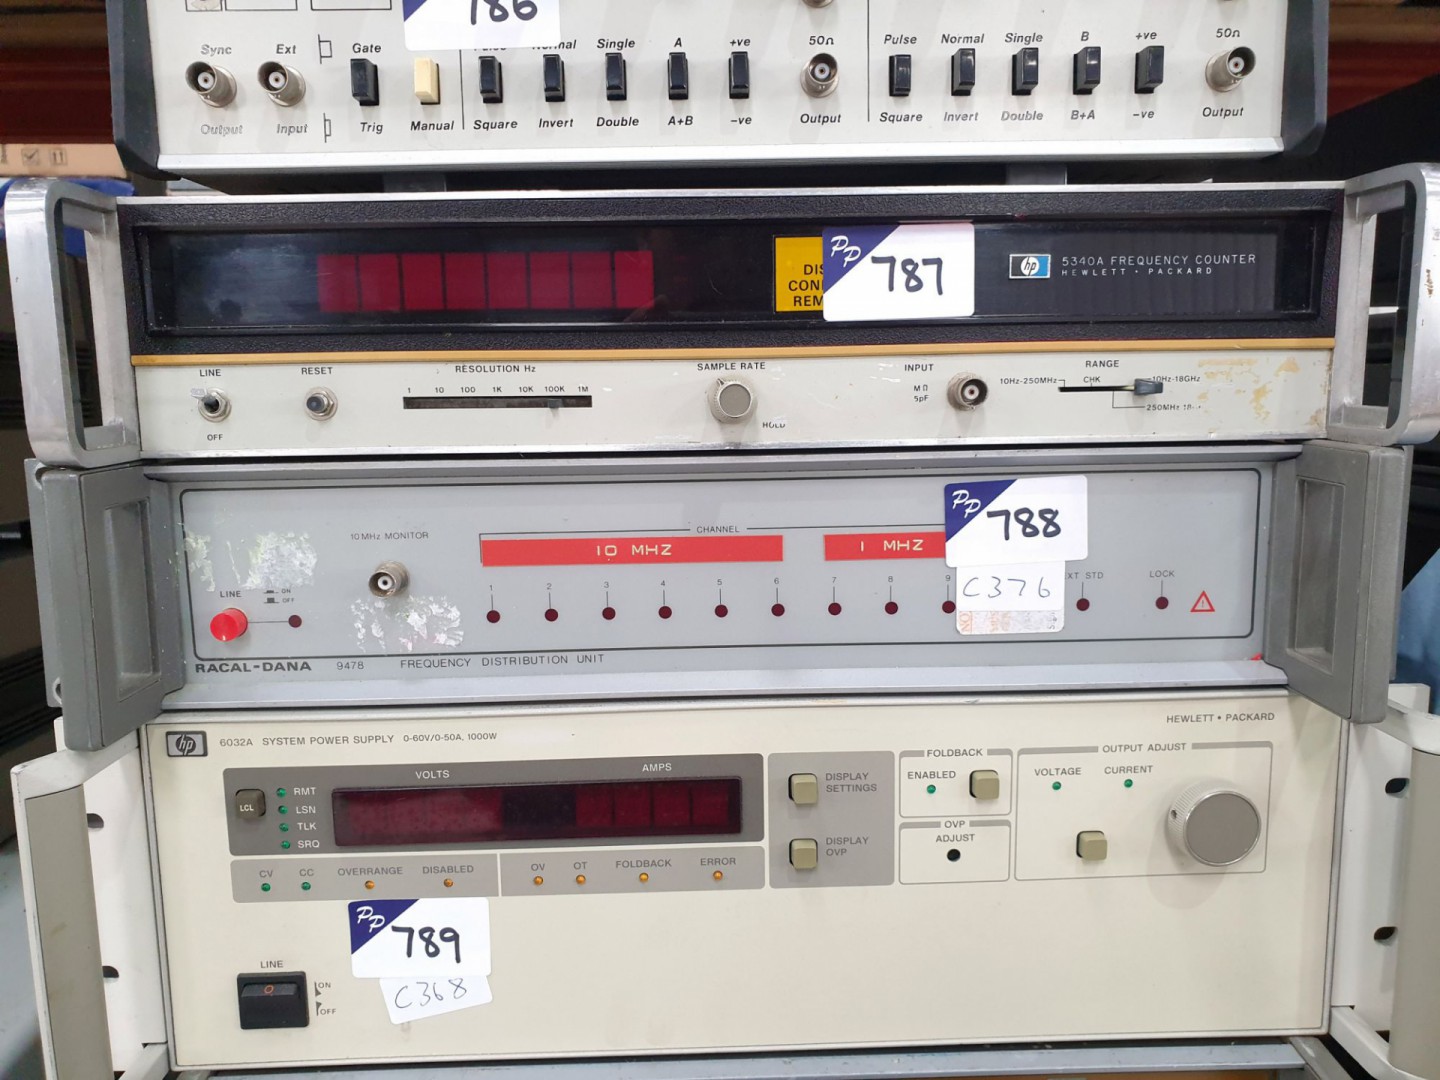 786
Sync Ext Gate Pulse Normal Single A +ve 50Ω Pulse Normal Single B +ve 50Ω
Output Input Trig Manual Square Invert Double A+B -ve Output Square Invert Double B+A -ve Output
PP 787
hp 5340A FREQUENCY COUNTER
HEWLETT • PACKARD
LINE RESET RESOLUTION Hz SAMPLE RATE INPUT RANGE
1 10 100 1K 10K 100K 1M
MΩ
5pF
10Hz-250MHz CHK 10Hz-18GHz
250MHz
OFF HOLD
PP 788
C376
10 MHz MONITOR CHANNEL
10 MHZ 1 MHZ
LINE ON
OFF
1 2 3 4 5 6 7 8 9 EXT STD LOCK
RACAL-DANA 9478 FREQUENCY DISTRIBUTION UNIT
hp 6032A SYSTEM POWER SUPPLY 0-60V/0-50A, 1000W HEWLETT • PACKARD
VOLTS AMPS
LCL
RMT
LSN
TLK
SRQ
DISPLAY
SETTINGS
DISPLAY
OVP
FOLDBACK
ENABLED
OVP
ADJUST
OUTPUT ADJUST
VOLTAGE CURRENT
CV CC OVERRANGE DISABLED OV OT FOLDBACK ERROR
PP 789
C368
LINE
ON
OFF